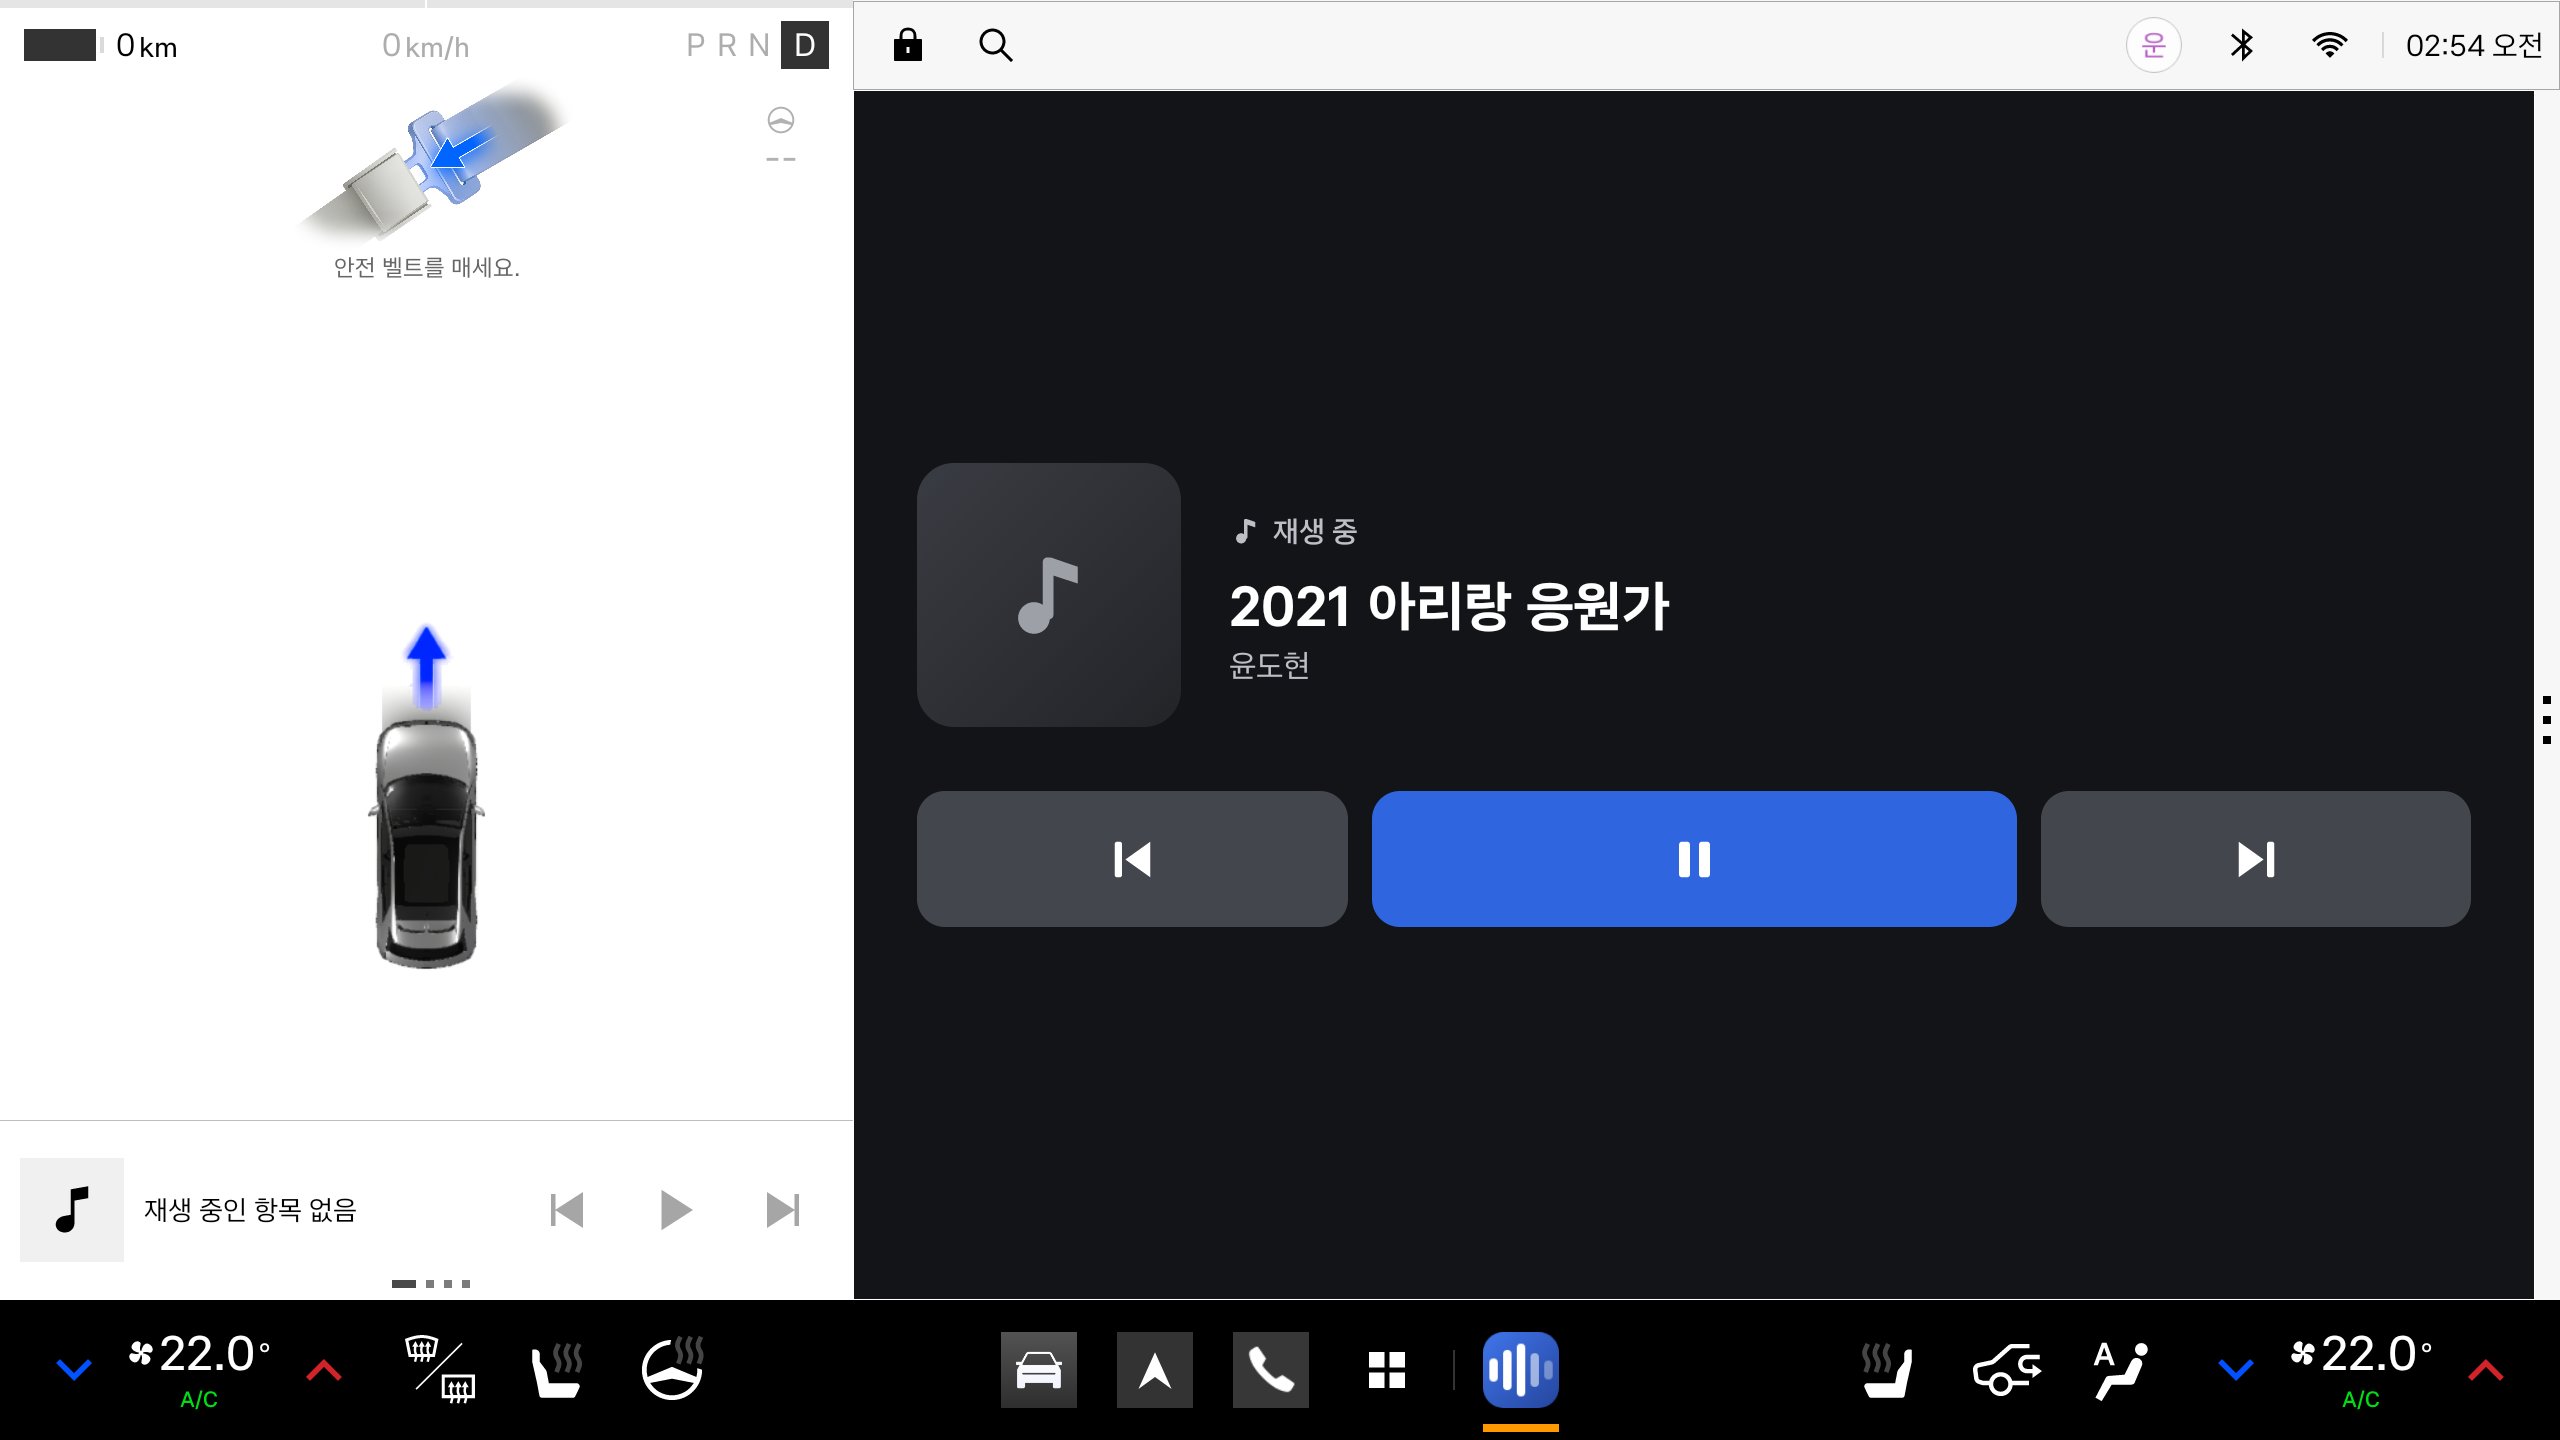 0 km
0 km/h
P R N D
운
02:54 오전
--
안전 벨트를 매세요.
재생 중
2021 아리랑 응원가
윤도현
재생 중인 항목 없음
22.0°
A/C
A
22.0°
A/C